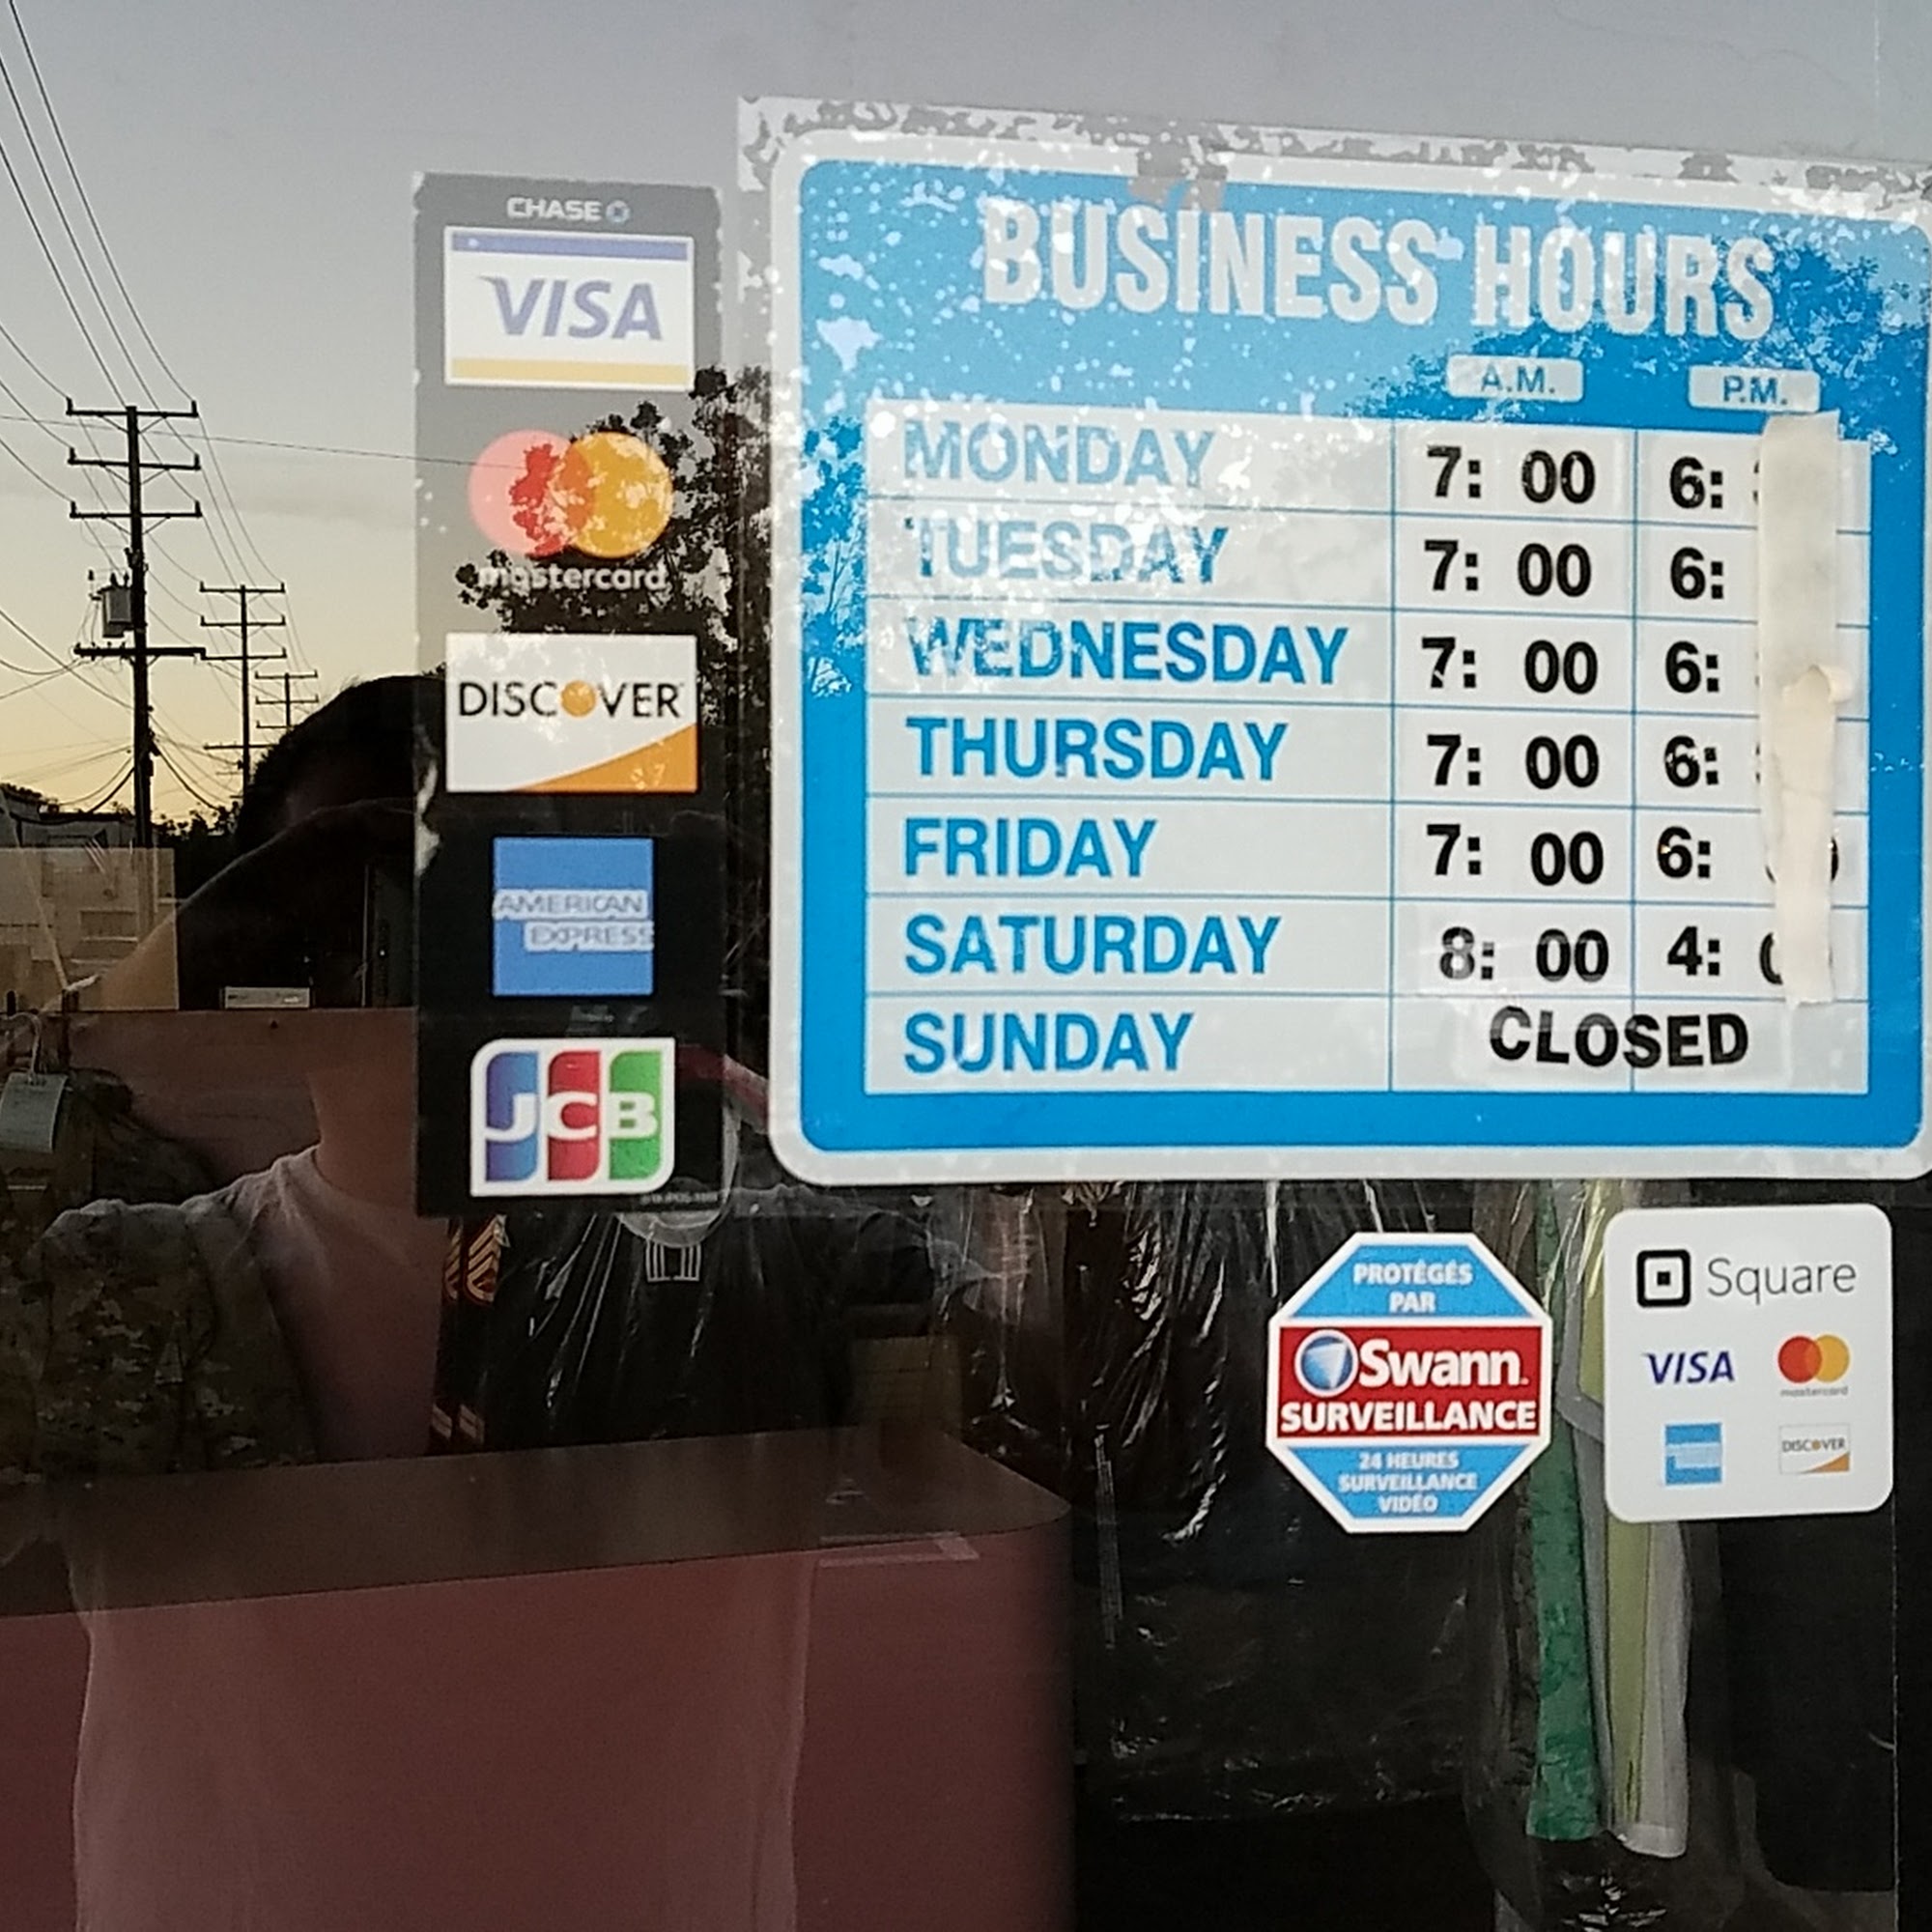 CHASE
VISA
mastercard
DISCOVER
AMERICAN
EXPRESS
JCB
BUSINESS HOURS
A.M. P.M.
MONDAY 7: 00 6:
TUESDAY 7: 00 6:
WEDNESDAY 7: 00 6:
THURSDAY 7: 00 6:
FRIDAY 7: 00 6:
SATURDAY 8: 00 4:
SUNDAY CLOSED
PROTÉGÉS
PAR
Swann
SURVEILLANCE
24 HEURES
SURVEILLANCE
VIDÉO
Square
VISA mastercard
DISCOVER